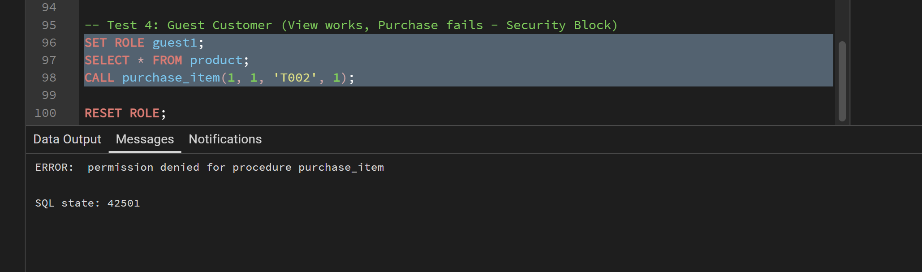 94
95 -- Test 4: Guest Customer (View works, Purchase fails - Security Block)
96 SET ROLE guest1;
97 SELECT * FROM product;
98 CALL purchase_item(1, 1, 'T002', 1);
99
100 RESET ROLE;
Data Output Messages Notifications
ERROR:  permission denied for procedure purchase_item
SQL state: 42501